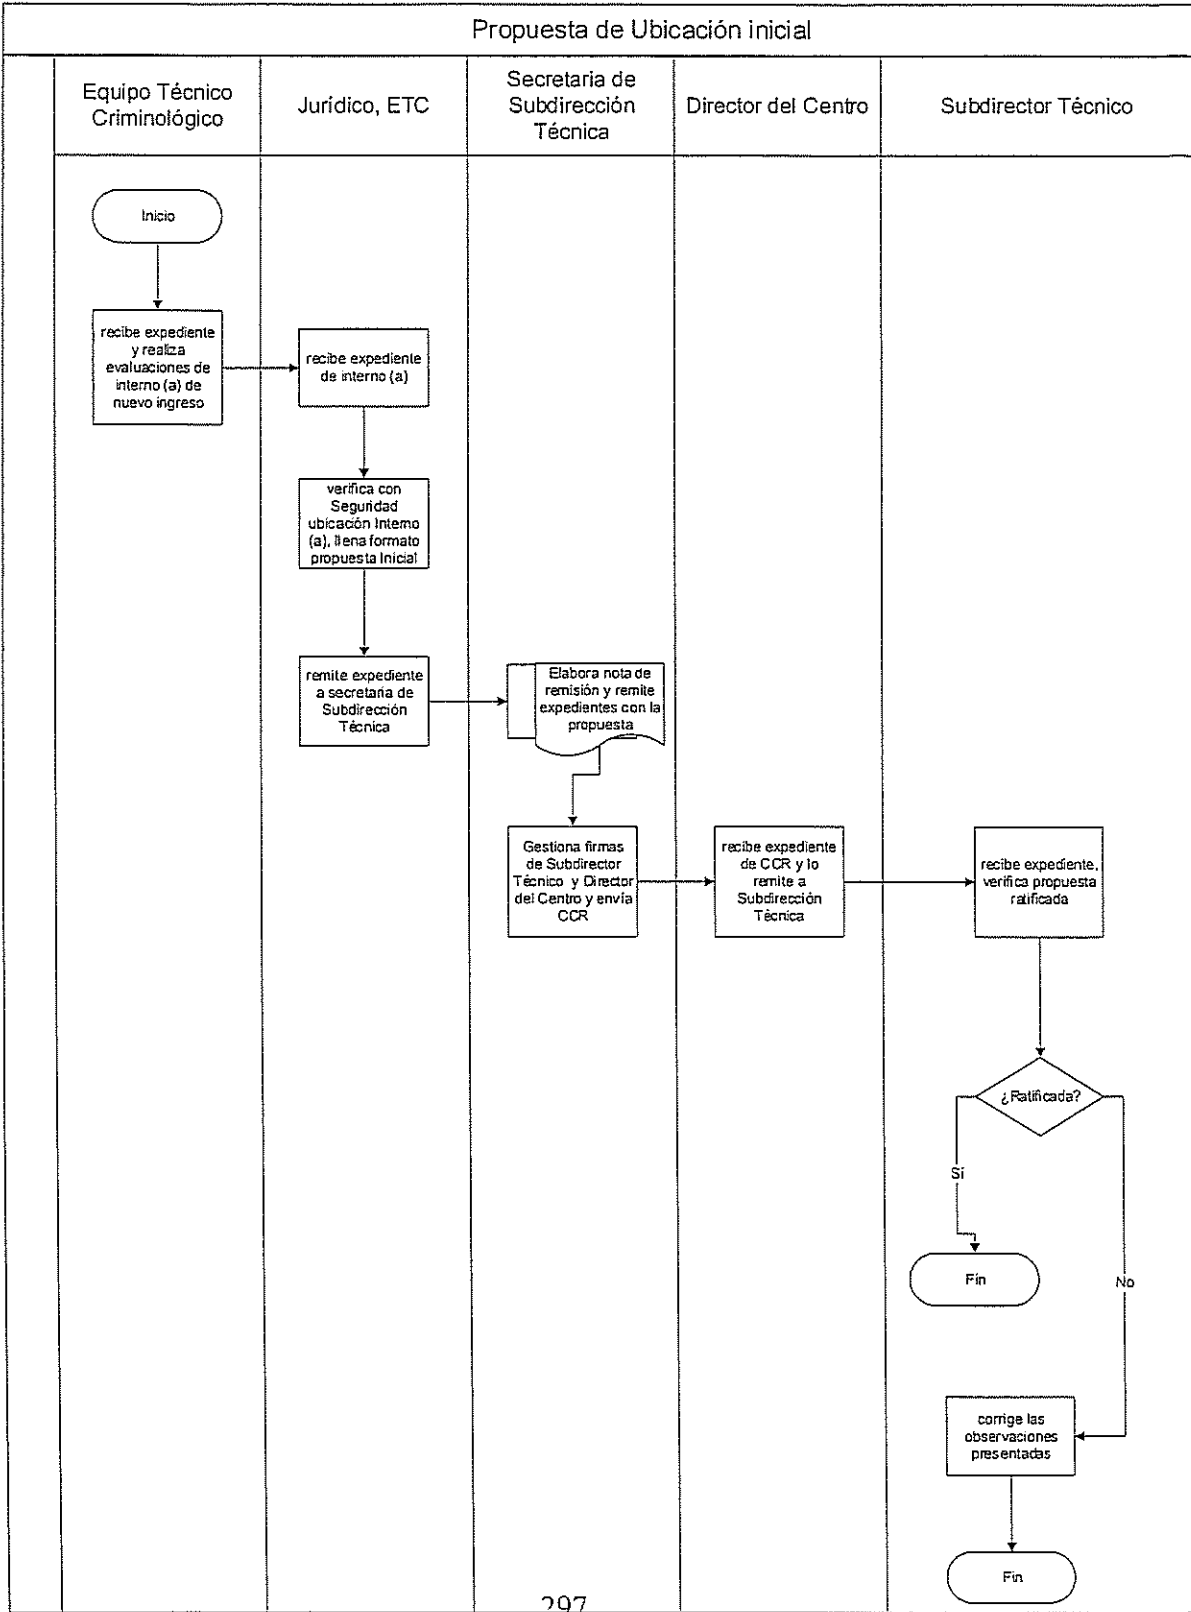 Propuesta de Ubicación inicial
Equipo Técnico
Criminológico
Jurídico, ETC
Secretaria de
Subdirección
Técnica
Director del Centro
Subdirector Técnico
Inicio
recibe expediente
y realiza
evaluaciones de
interno (a) de
nuevo ingreso
recibe expediente
de interno (a)
verifica con
Seguridad
ubicación Interno
(a), llena formato
propuesta Inicial
remite expediente
a secretaria de
Subdirección
Técnica
Elabora nota de
remisión y remite
expedientes con la
propuesta
Gestiona firmas
de Subdirector
Técnico y Director
del Centro y envía
CCR
recibe expediente
de CCR y lo
remite a
Subdirección
Técnica
recibe expediente,
verifica propuesta
ratificada
¿Ratificada?
Sí
Fin
No
corrige las
observaciones
presentadas
Fin
297